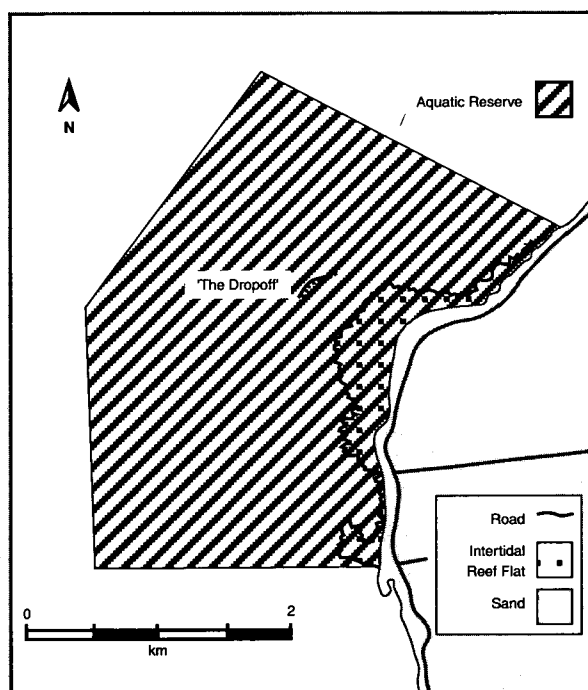 Aquatic Reserve
N
'The Dropoff'
Road
Intertidal
Reef Flat
Sand
0 2
km